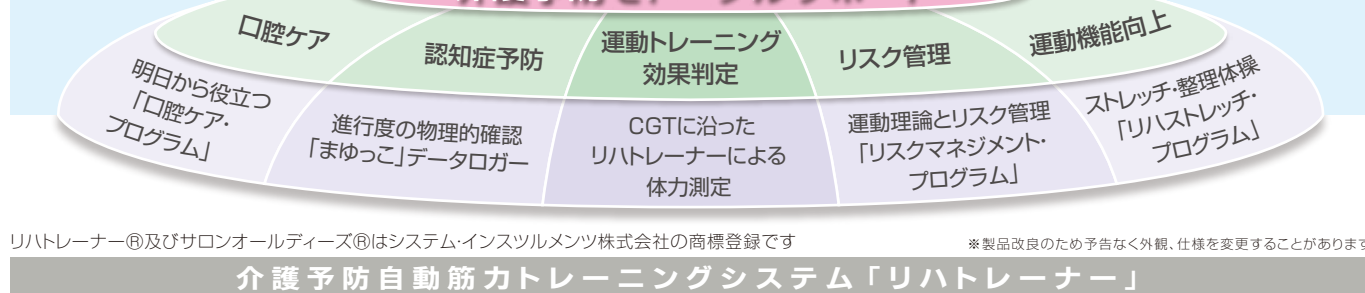 口腔ケア
認知症予防
運動トレーニング
効果判定
リスク管理
運動機能向上
明日から役立つ
「口腔ケア・
プログラム」
進行度の物理的確認
「まゆっこ」データロガー
CGTに沿った
リハトレーナーによる
体力測定
運動理論とリスク管理
「リスクマネジメント・
プログラム」
ストレッチ・整理体操
「リハストレッチ・
プログラム」
リハトレーナー®及びサロンオールディーズ®はシステム・インスツルメンツ株式会社の商標登録です
※製品改良のため予告なく外観、仕様を変更することがあります
介護予防自動筋力トレーニングシステム「リハトレーナー」